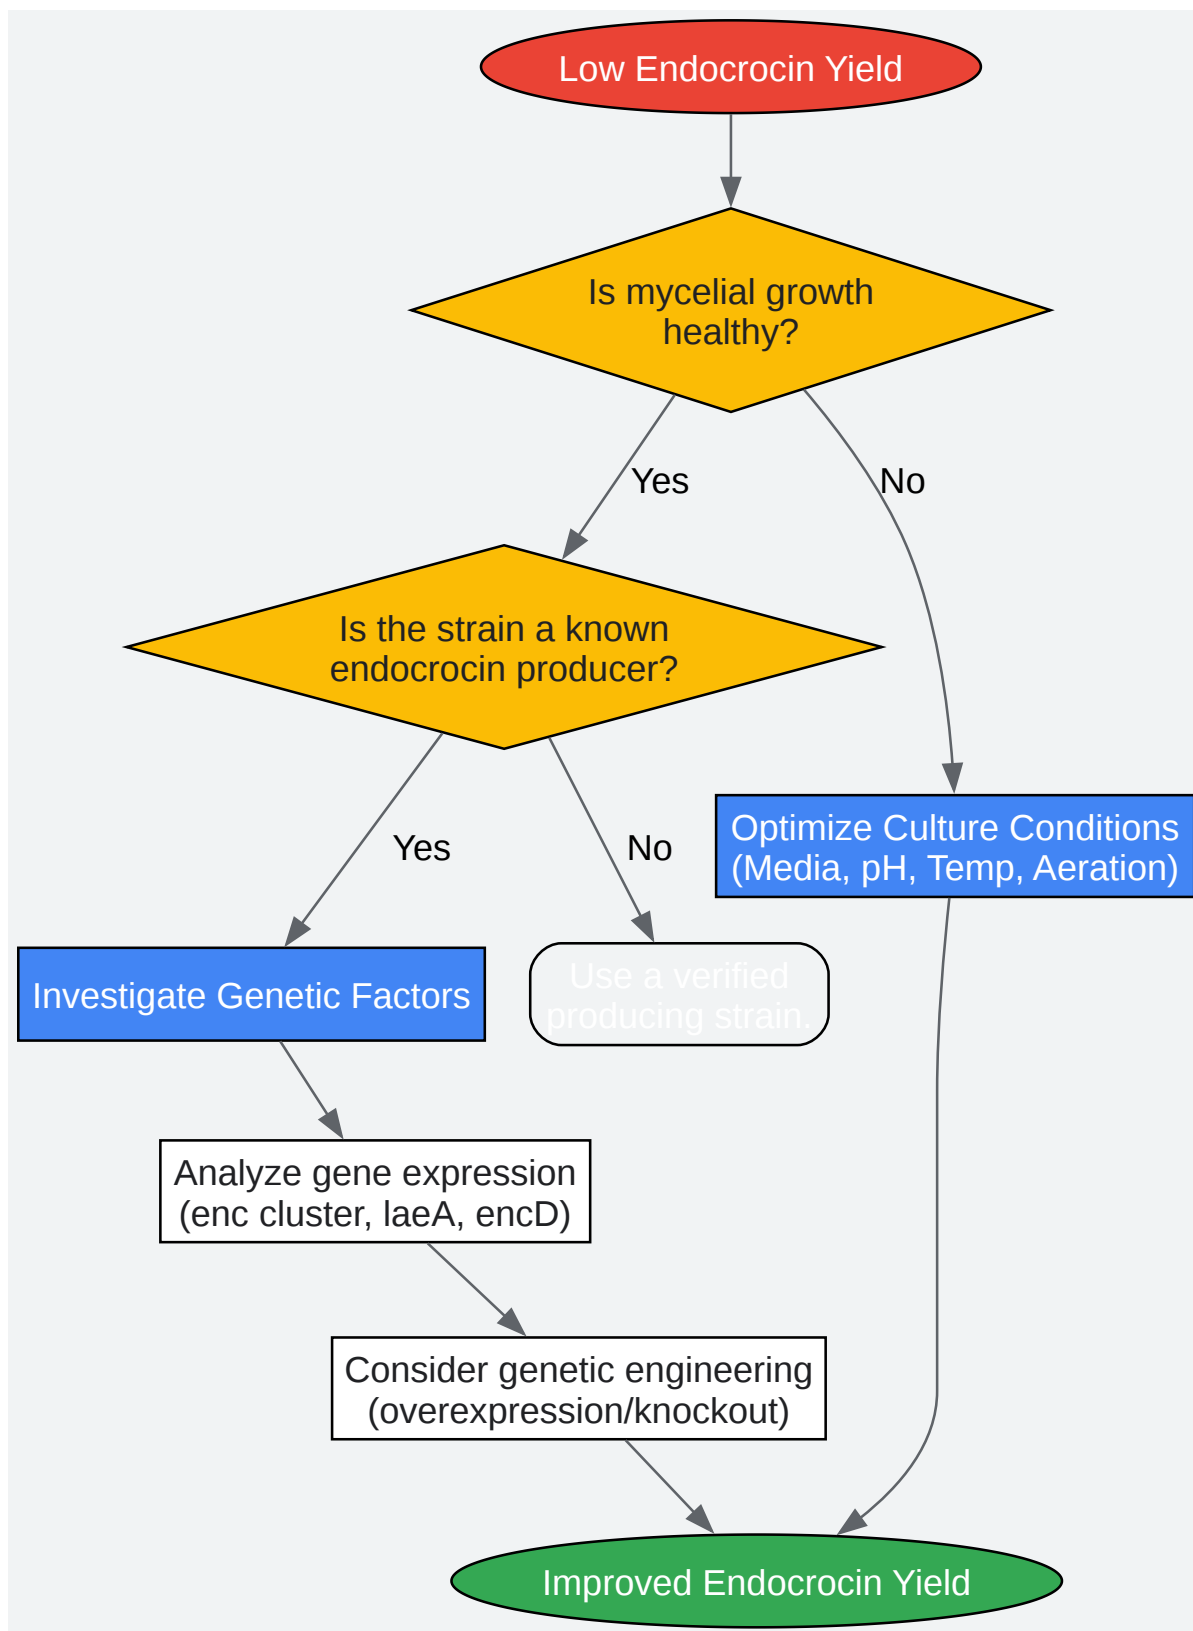 Low Endocrocin Yield
Is mycelial growth
healthy?
Yes
No
Is the strain a known
endocrocin producer?
Optimize Culture Conditions
(Media, pH, Temp, Aeration)
Yes
No
Investigate Genetic Factors
Use a verified
producing strain.
Analyze gene expression
(enc cluster, laeA, encD)
Consider genetic engineering
(overexpression/knockout)
Improved Endocrocin Yield